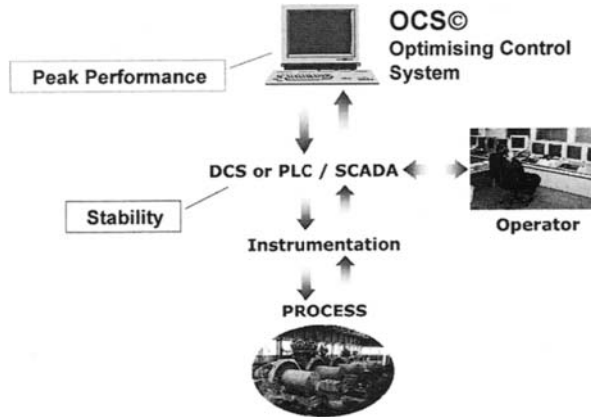 OCS©
Optimising Control
System
Peak Performance
DCS or PLC / SCADA
Stability
Operator
Instrumentation
PROCESS